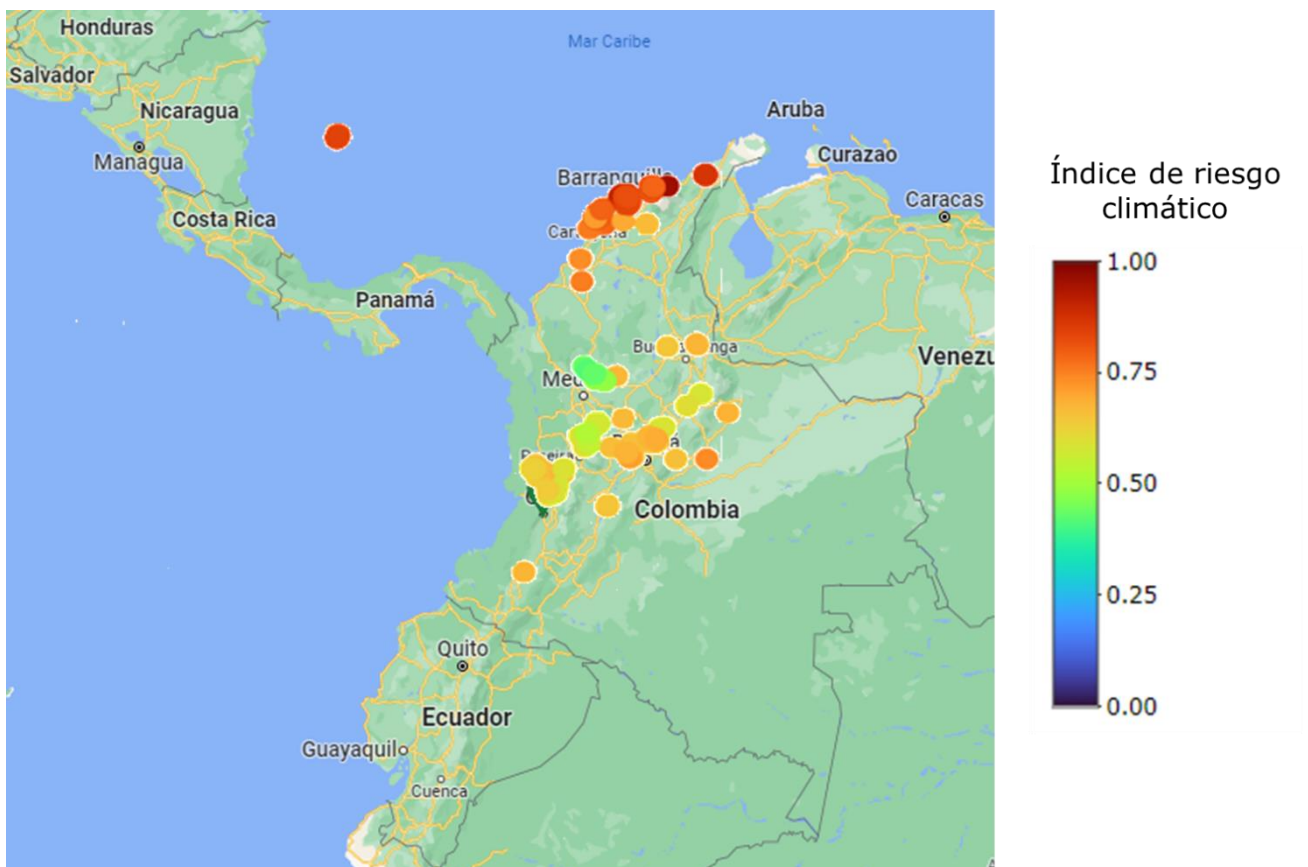 Honduras
Mar Caribe
Salvador
Nicaragua
Aruba
Managua
Curazao
Barranquilla
Caracas
Costa Rica
Panamá
Venezu
Colombia
Quito
Ecuador
Guayaquil
Cuenca
Índice de riesgo
climático
1.00
0.75
0.50
0.25
0.00